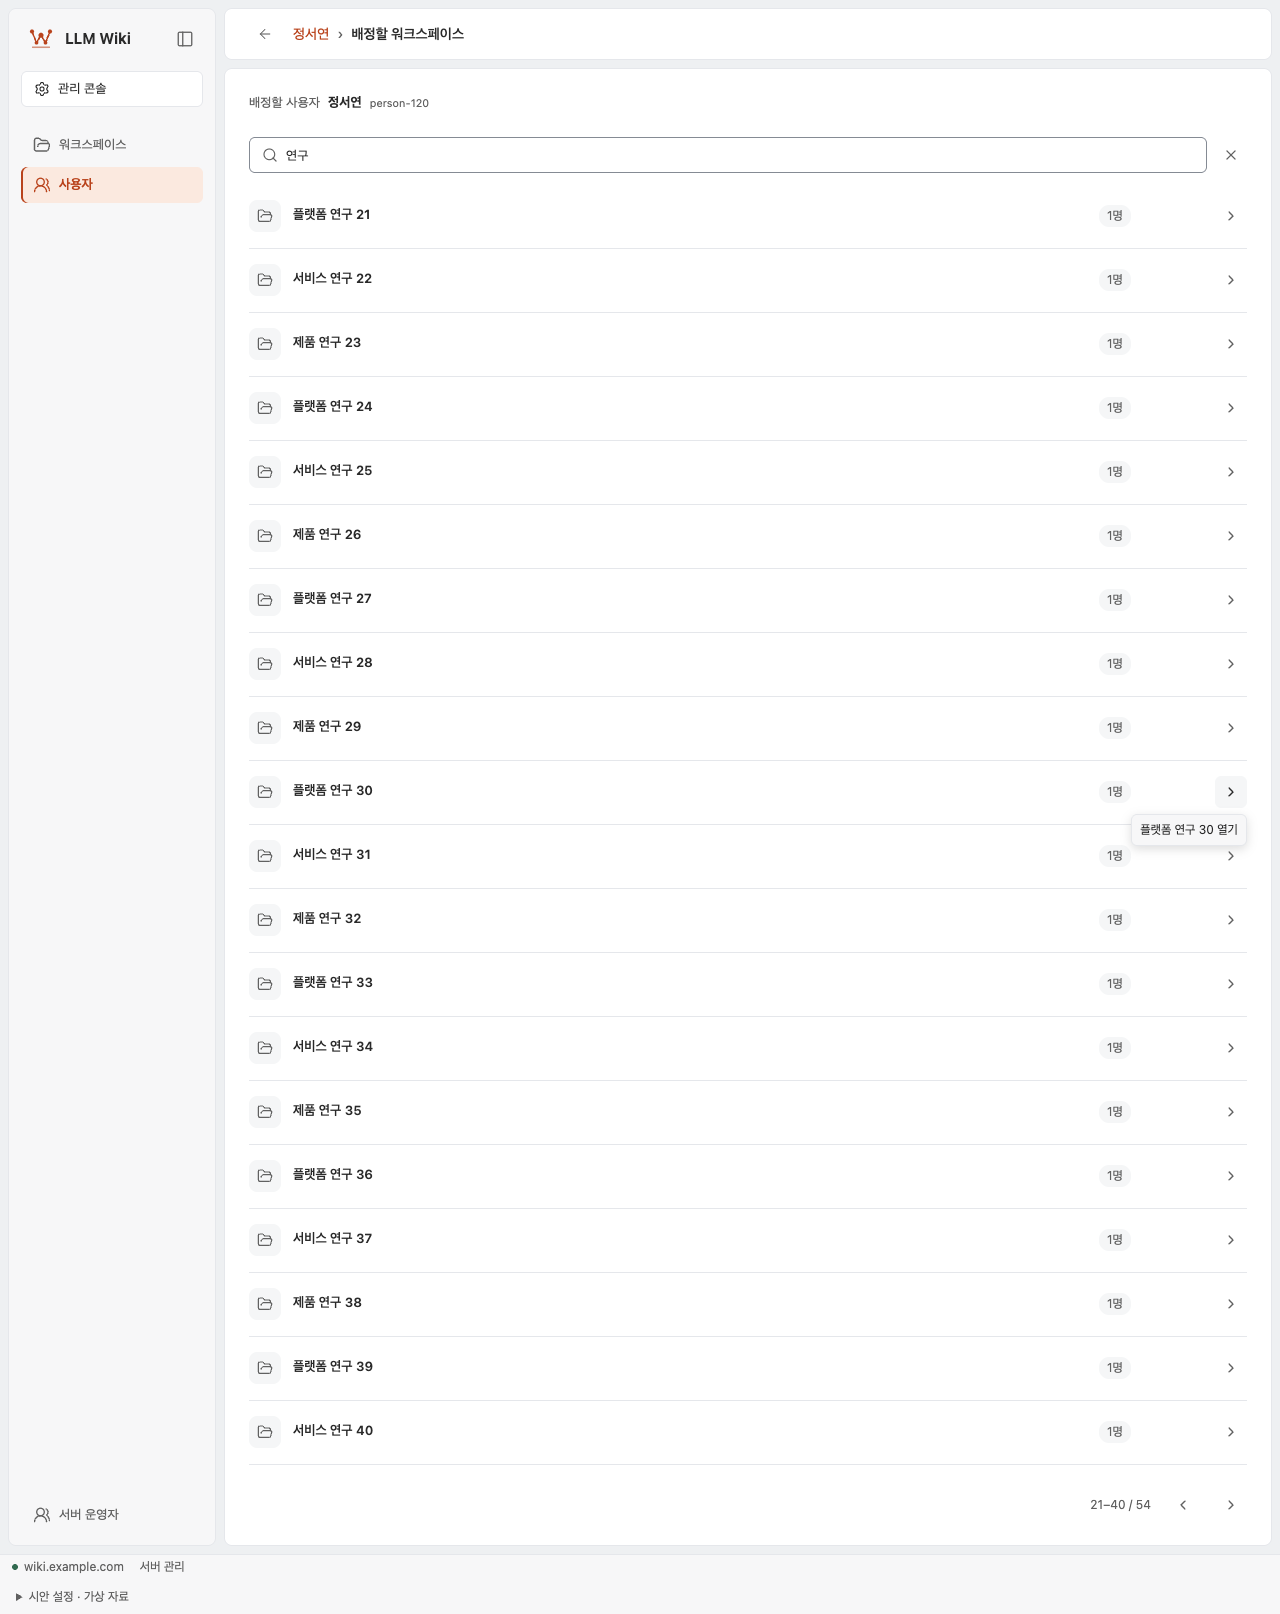 LLM Wiki
관리 콘솔
워크스페이스
사용자
정서연 › 배정할 워크스페이스
배정할 사용자 정서연 person-120
연구
플랫폼 연구 21 1명
서비스 연구 22 1명
제품 연구 23 1명
플랫폼 연구 24 1명
서비스 연구 25 1명
제품 연구 26 1명
플랫폼 연구 27 1명
서비스 연구 28 1명
제품 연구 29 1명
플랫폼 연구 30 1명
플랫폼 연구 30 열기
서비스 연구 31 1명
제품 연구 32 1명
플랫폼 연구 33 1명
서비스 연구 34 1명
제품 연구 35 1명
플랫폼 연구 36 1명
서비스 연구 37 1명
제품 연구 38 1명
플랫폼 연구 39 1명
서비스 연구 40 1명
21–40 / 54
서버 운영자
wiki.example.com 서버 관리
시안 설정 · 가상 자료